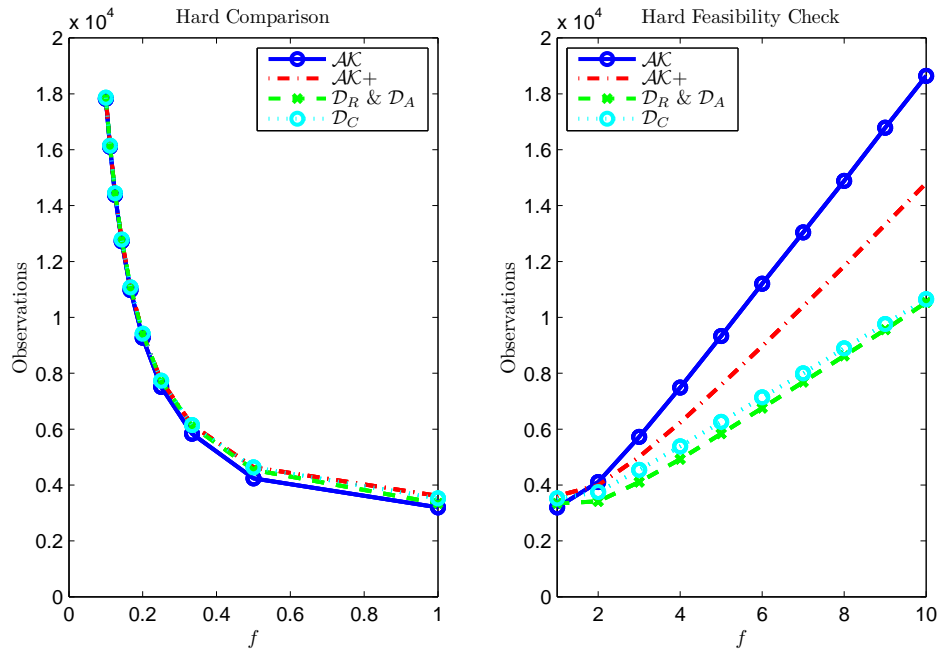 Hard Comparison
x 10^4
2
1.8
1.6
1.4
1.2
1
0.8
0.6
0.4
0.2
0
Observations
0 0.2 0.4 0.6 0.8 1
f
AK
AK+
D_R & D_A
D_C
Hard Feasibility Check
x 10^4
2
1.8
1.6
1.4
1.2
1
0.8
0.6
0.4
0.2
0
Observations
2 4 6 8 10
f
AK
AK+
D_R & D_A
D_C